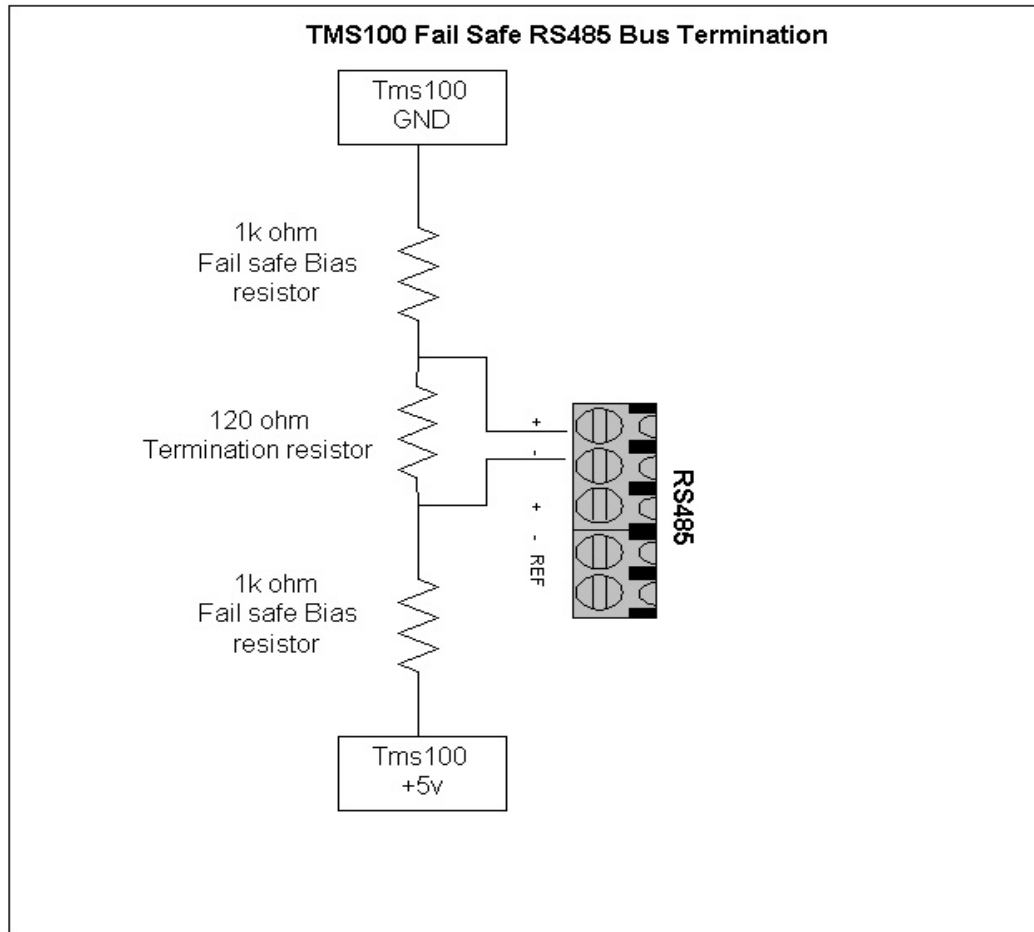 TMS100 Fail Safe RS485 Bus Termination
Tms100
GND
1k ohm
Fail safe Bias
resistor
120 ohm
Termination resistor
+
-
+
-
REF
RS485
1k ohm
Fail safe Bias
resistor
Tms100
+5v